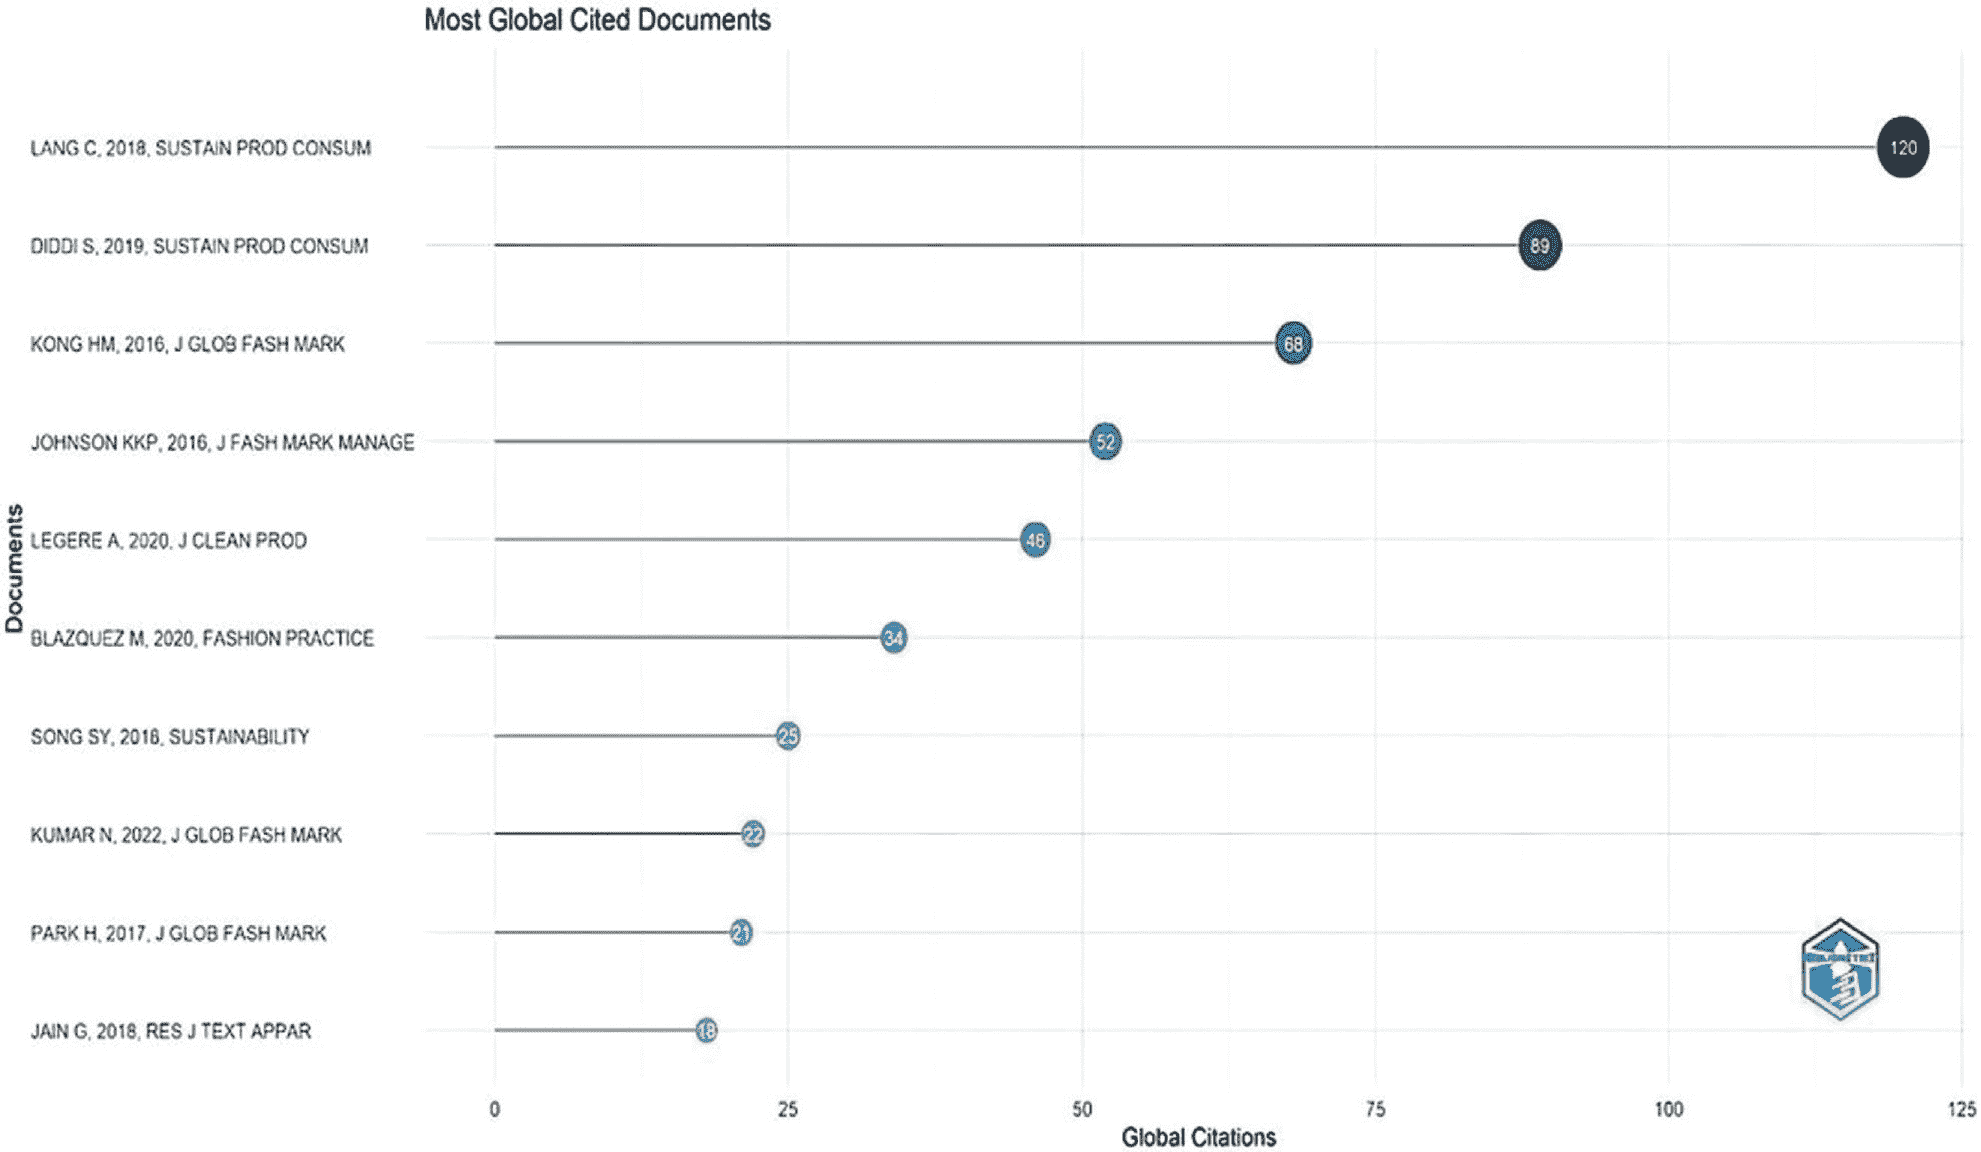 Most Global Cited Documents
LANG C, 2018, SUSTAIN PROD CONSUM
120
DIDDI S, 2019, SUSTAIN PROD CONSUM
89
KONG HM, 2016, J GLOB FASH MARK
68
JOHNSON KKP, 2016, J FASH MARK MANAGE
52
LEGERE A, 2020, J CLEAN PROD
46
BLAZQUEZ M, 2020, FASHION PRACTICE
34
SONG SY, 2018, SUSTAINABILITY
25
KUMAR N, 2022, J GLOB FASH MARK
22
PARK H, 2017, J GLOB FASH MARK
21
JAIN G, 2018, RES J TEXT APPAR
18
Documents
0 25 50 75 100 125
Global Citations